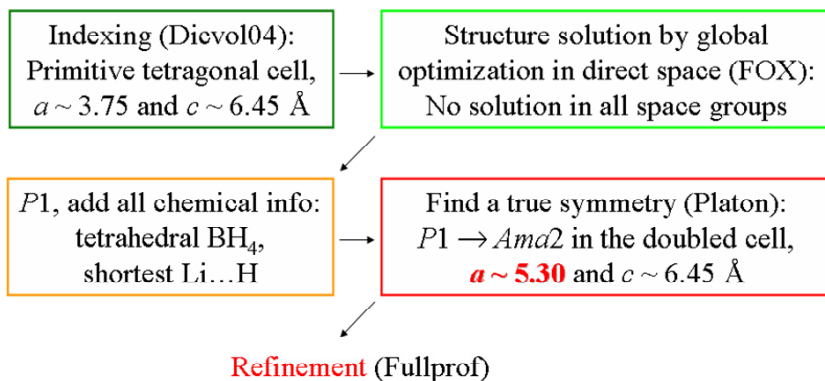 Indexing (Dicvol04):
Primitive tetragonal cell,
a ~ 3.75 and c ~ 6.45 Å
Structure solution by global
optimization in direct space (FOX):
No solution in all space groups
P1, add all chemical info:
tetrahedral BH₄,
shortest Li…H
Find a true symmetry (Platon):
P1 → Ama2 in the doubled cell,
a ~ 5.30 and c ~ 6.45 Å
Refinement (Fullprof)